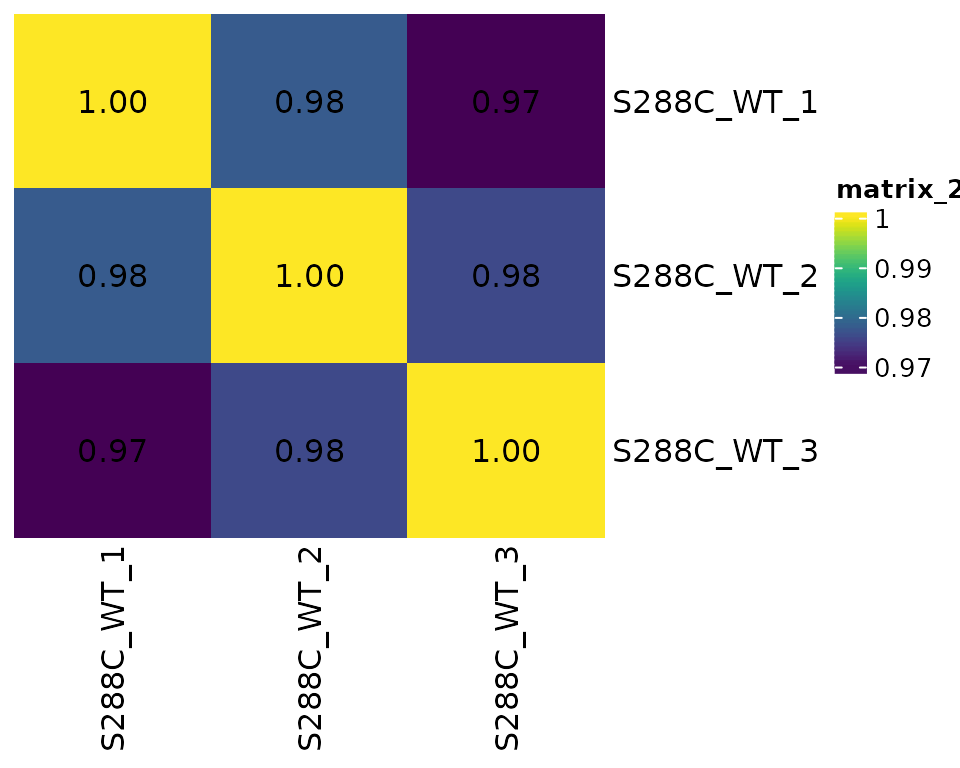 1.00 0.98 0.97 S288C_WT_1
matrix_2
1
0.98 1.00 0.98 S288C_WT_2
0.99
0.98
0.97
0.97 0.98 1.00 S288C_WT_3
S288C_WT_1
S288C_WT_2
S288C_WT_3